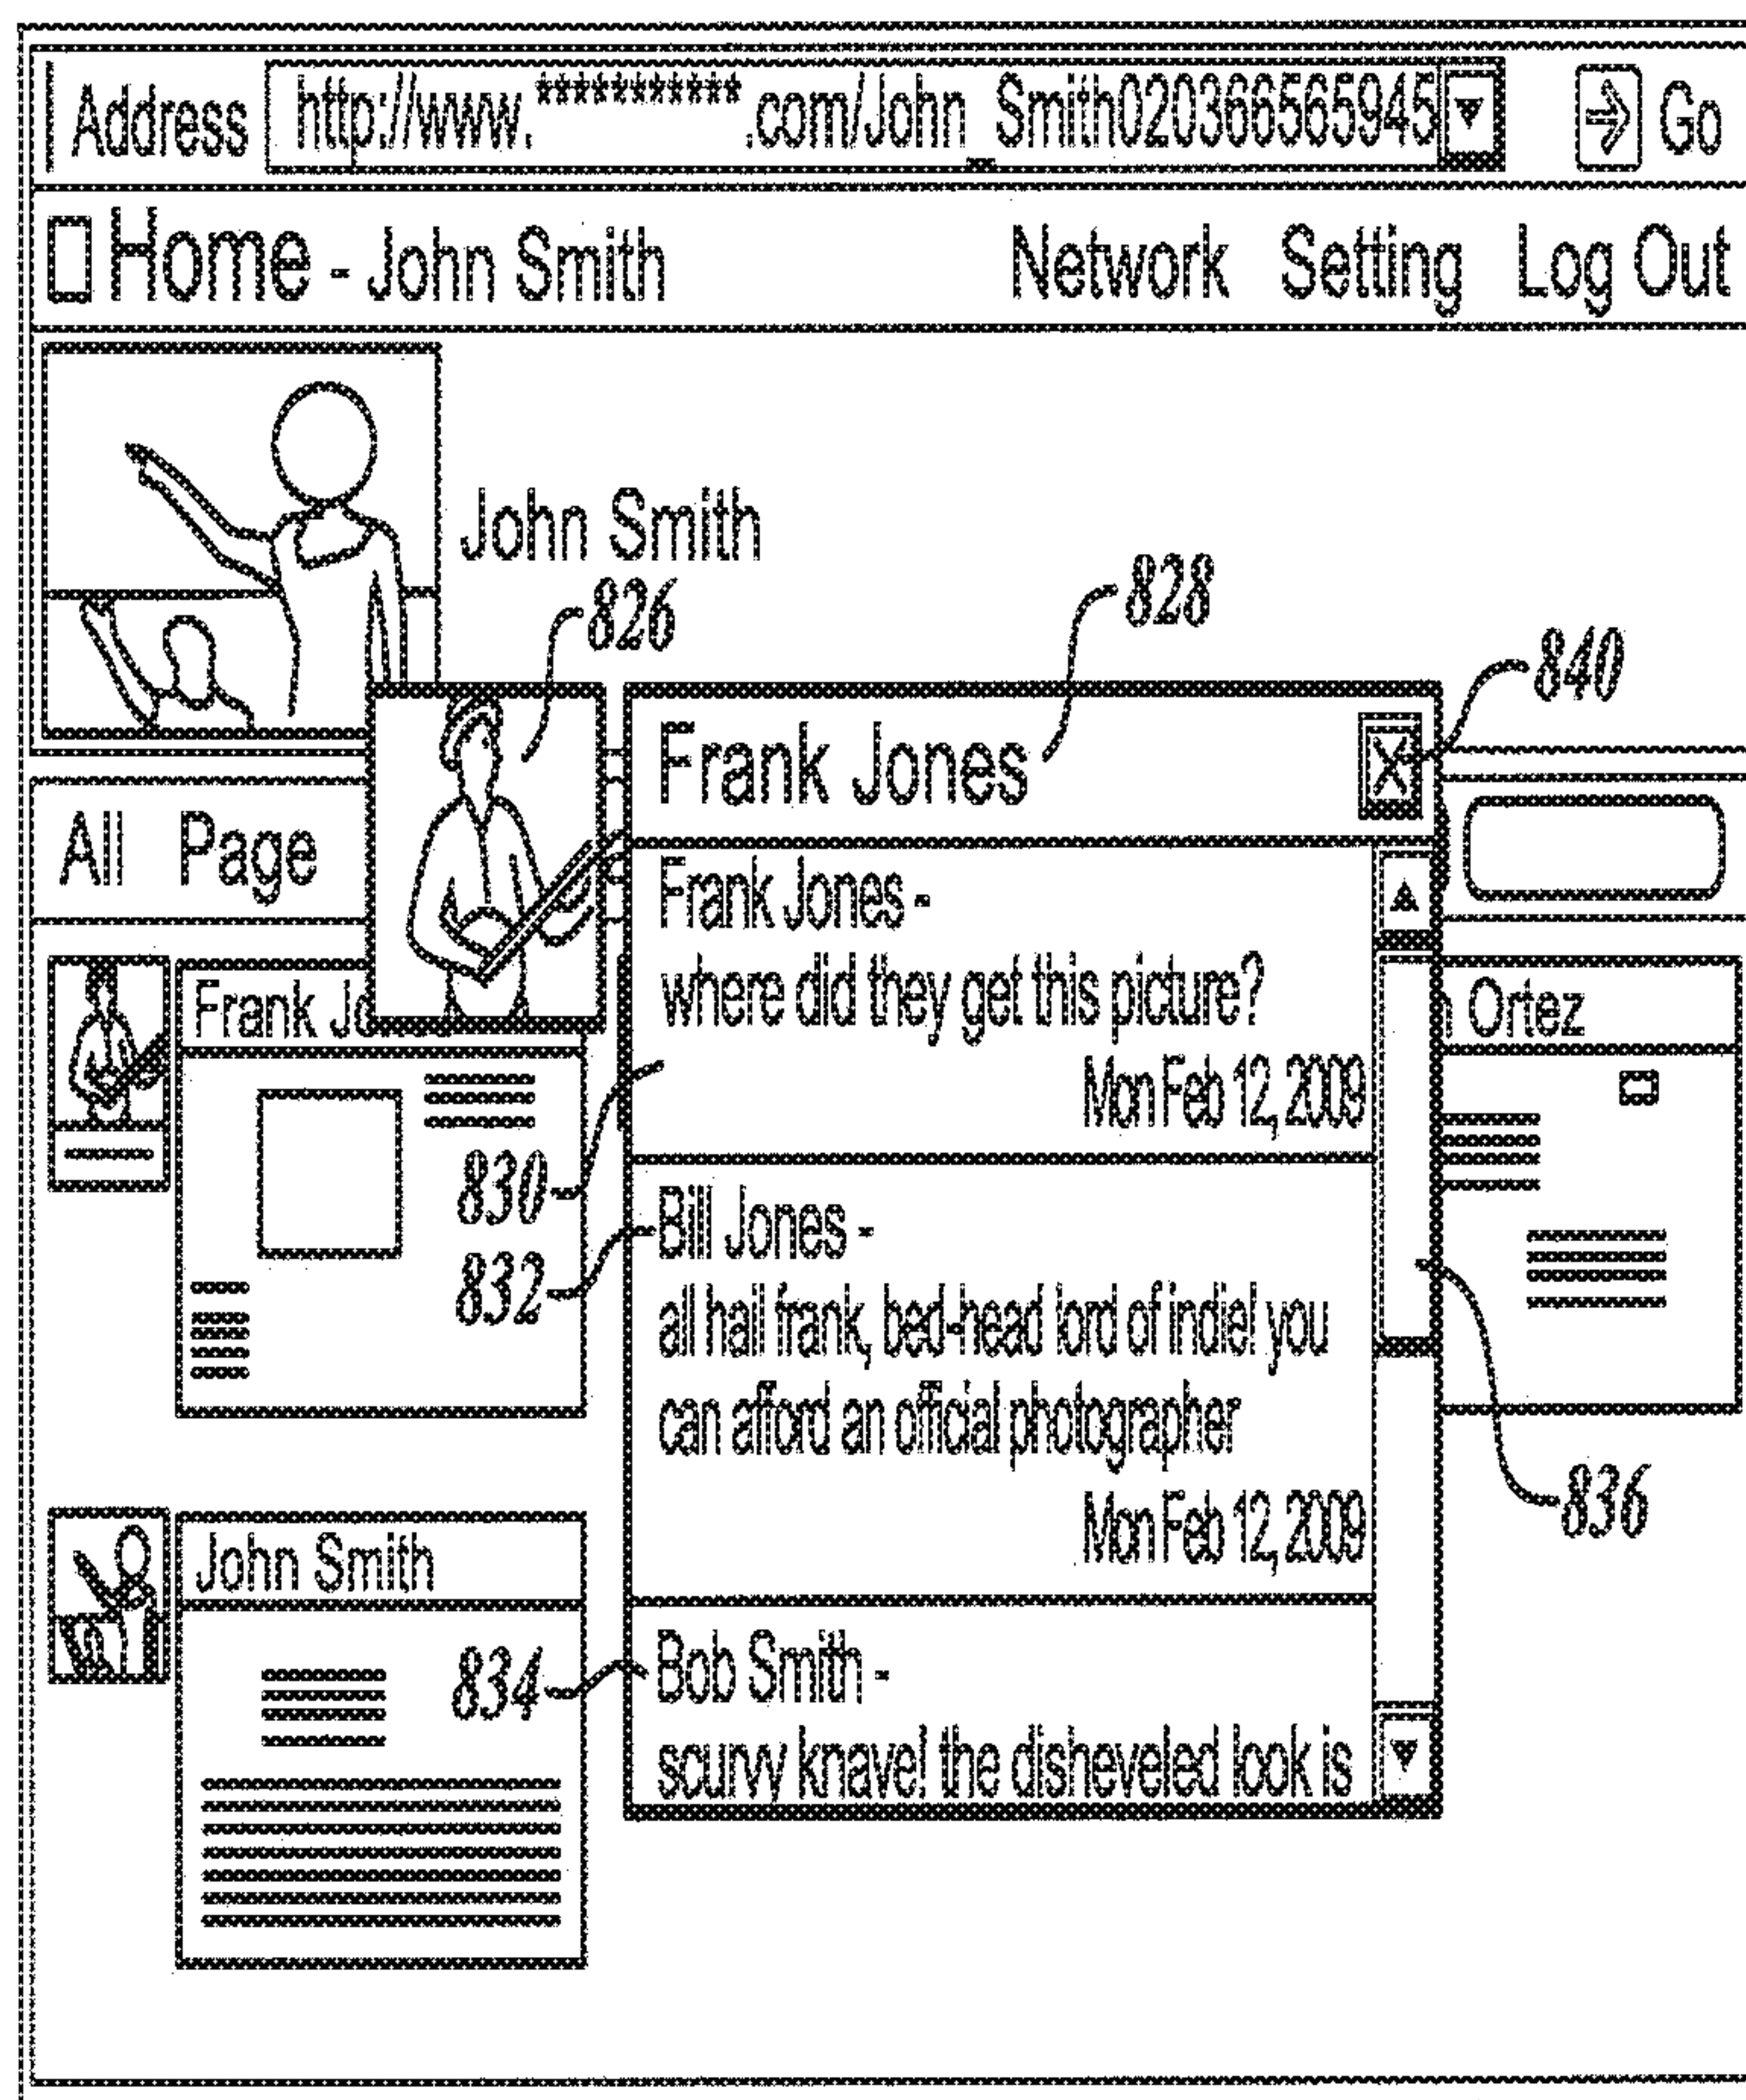 Address http://www.***********.com/John_Smith020366565945 Go
Home - John Smith Network Setting Log Out
John Smith
826
828
840
Frank Jones X
All Page
Frank Jones -
where did they get this picture?
Mon Feb 12, 2009
Frank Ortez
830
832
Bill Jones -
all hail frank, bed-head lord of indie! you
can afford an official photographer
Mon Feb 12, 2009
836
John Smith
834
Bob Smith -
scurvy knave! the disheveled look is